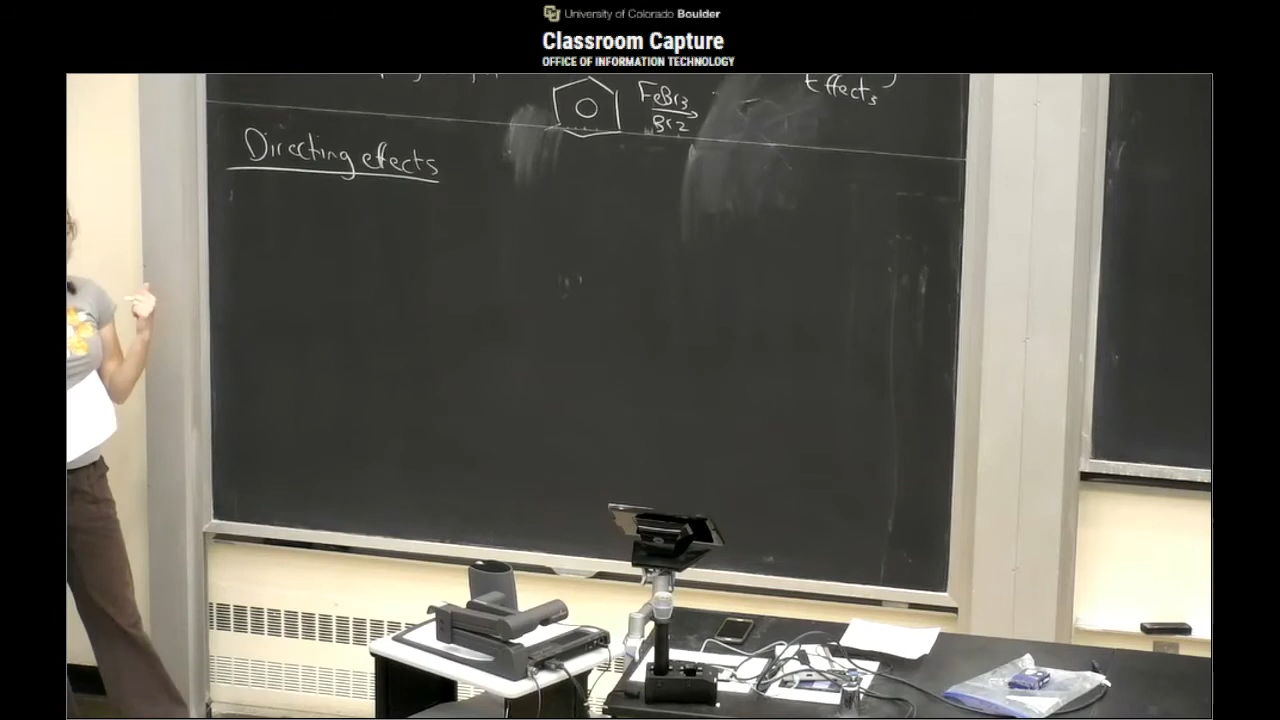 University of Colorado Boulder
Classroom Capture
OFFICE OF INFORMATION TECHNOLOGY
Effects
FeBr3
Br2
Directing effects